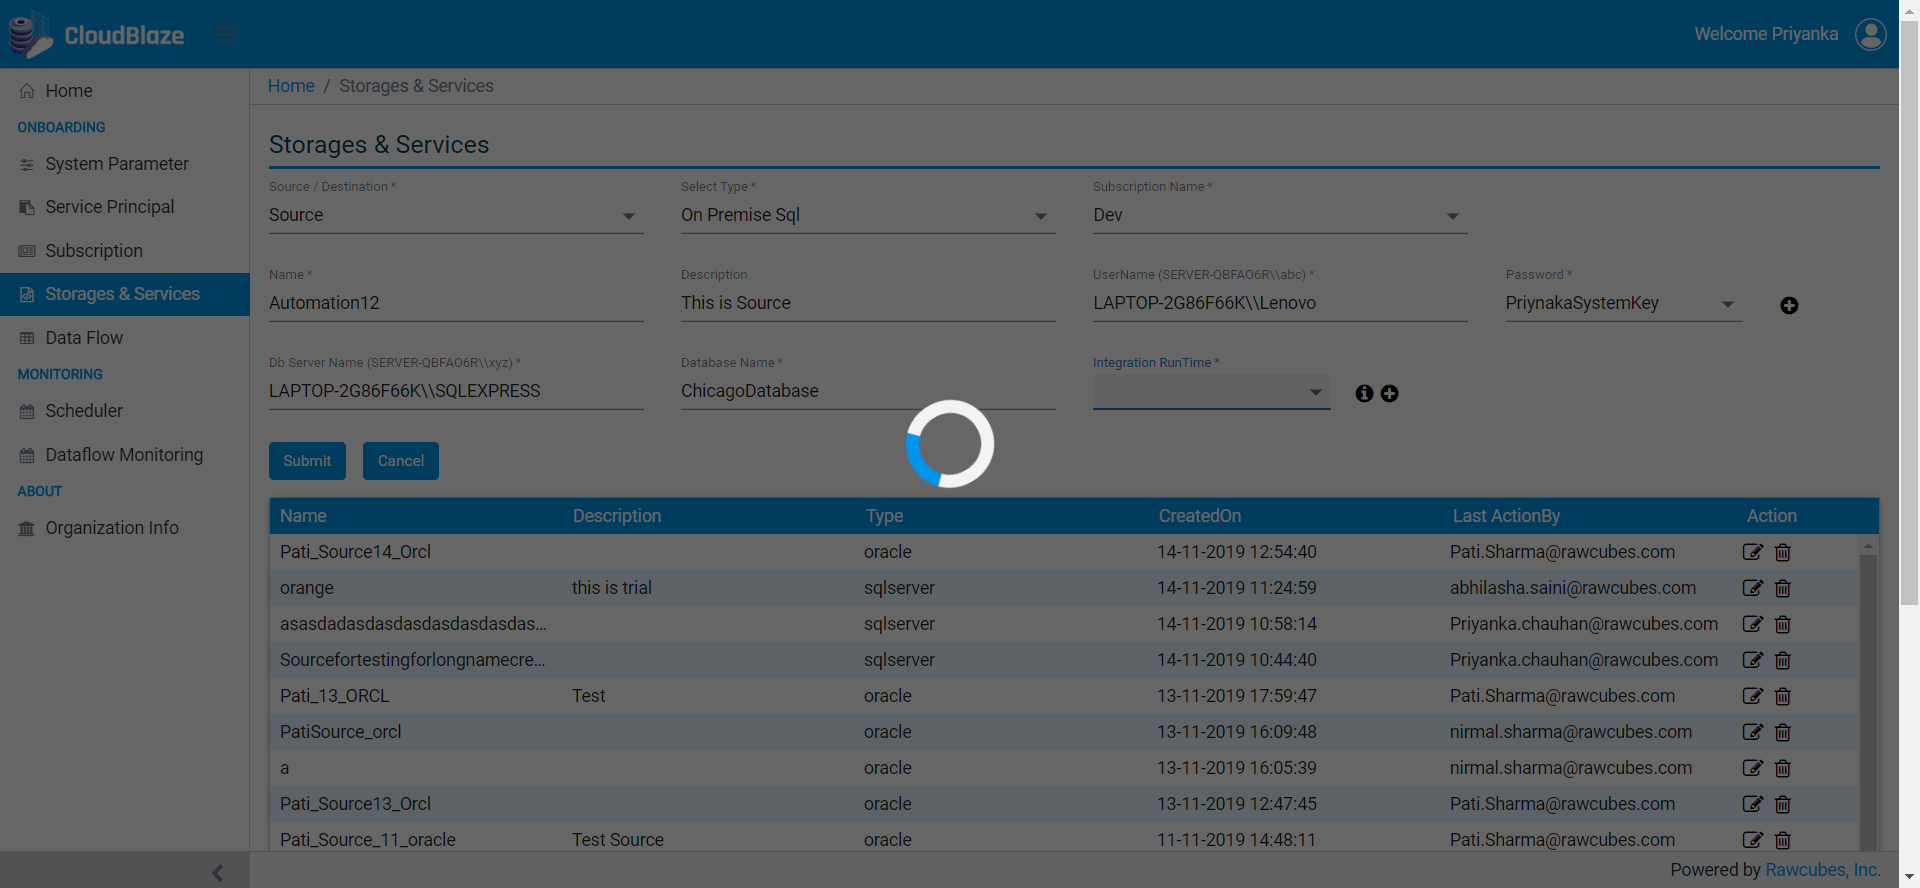 CloudBlaze
Welcome Priyanka
Home
ONBOARDING
System Parameter
Service Principal
Subscription
Storages & Services
Data Flow
MONITORING
Scheduler
Dataflow Monitoring
ABOUT
Organization Info
Home / Storages & Services
Storages & Services
Source / Destination * Select Type * Subscription Name *
Source On Premise Sql Dev
Name * Description UserName (SERVER-QBFAO6R\\abc) * Password *
Automation12 This is Source LAPTOP-2G86F66K\\Lenovo PriynakaSystemKey
Db Server Name (SERVER-QBFAO6R\\xyz) * Database Name * Integration RunTime *
LAPTOP-2G86F66K\\SQLEXPRESS ChicagoDatabase
Submit Cancel
Name Description Type CreatedOn Last ActionBy Action
Pati_Source14_Orcl oracle 14-11-2019 12:54:40 Pati.Sharma@rawcubes.com
orange this is trial sqlserver 14-11-2019 11:24:59 abhilasha.saini@rawcubes.com
asasdadasdasdasdasdasdasdas... sqlserver 14-11-2019 10:58:14 Priyanka.chauhan@rawcubes.com
Sourcefortestingforlongnamecre... sqlserver 14-11-2019 10:44:40 Priyanka.chauhan@rawcubes.com
Pati_13_ORCL Test oracle 13-11-2019 17:59:47 Pati.Sharma@rawcubes.com
PatiSource_orcl oracle 13-11-2019 16:09:48 nirmal.sharma@rawcubes.com
a oracle 13-11-2019 16:05:39 nirmal.sharma@rawcubes.com
Pati_Source13_Orcl oracle 13-11-2019 12:47:45 Pati.Sharma@rawcubes.com
Pati_Source_11_oracle Test Source oracle 11-11-2019 14:48:11 Pati.Sharma@rawcubes.com
Powered by Rawcubes, Inc.